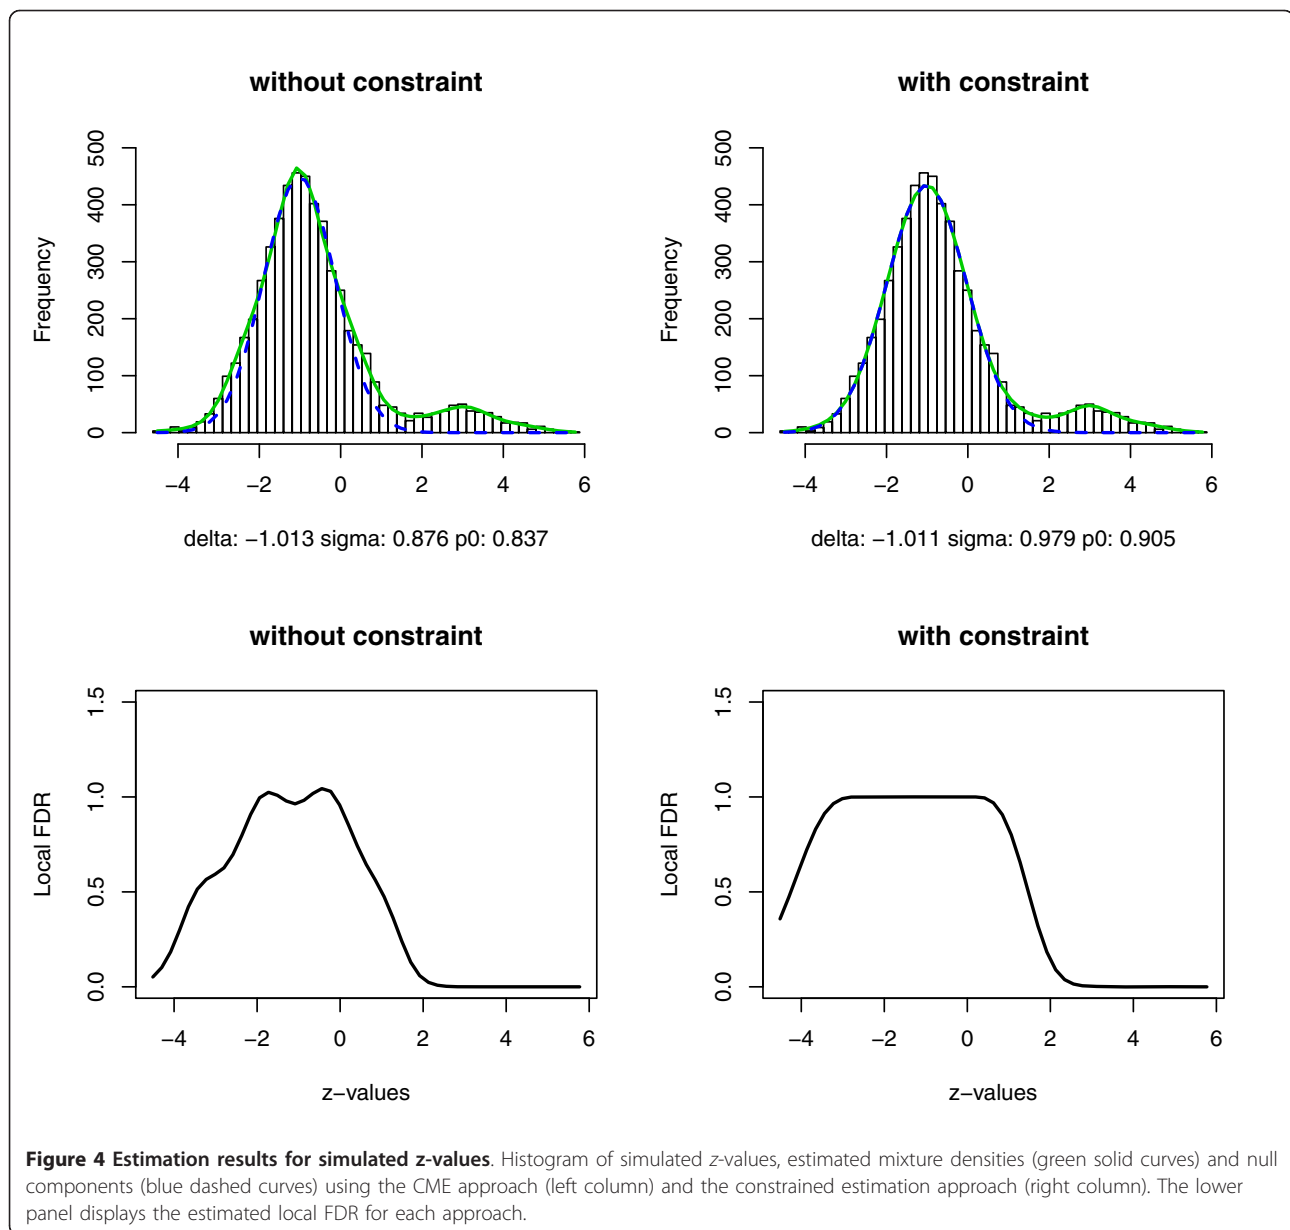 without constraint
with constraint
Frequency
0 100 200 300 400 500
−4 −2 0 2 4 6
delta: −1.013 sigma: 0.876 p0: 0.837
Frequency
0 100 200 300 400 500
−4 −2 0 2 4 6
delta: −1.011 sigma: 0.979 p0: 0.905
without constraint
with constraint
Local FDR
0.0 0.5 1.0 1.5
−4 −2 0 2 4 6
z−values
Local FDR
0.0 0.5 1.0 1.5
−4 −2 0 2 4 6
z−values
Figure 4 Estimation results for simulated z-values. Histogram of simulated z-values, estimated mixture densities (green solid curves) and null
components (blue dashed curves) using the CME approach (left column) and the constrained estimation approach (right column). The lower
panel displays the estimated local FDR for each approach.